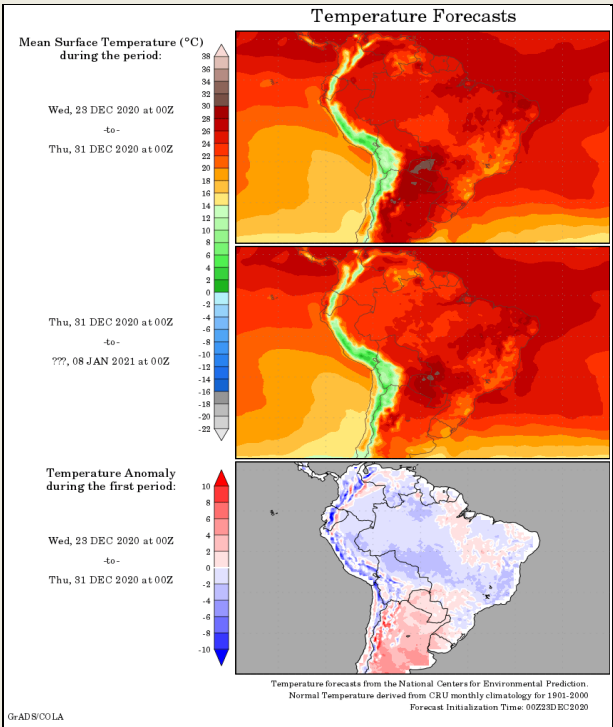 Temperature Forecasts
Mean Surface Temperature (°C)
during the period:
Wed, 23 DEC 2020 at 00Z
-to-
Thu, 31 DEC 2020 at 00Z
38
36
34
32
30
28
26
24
22
20
18
16
14
12
10
8
6
4
2
0
-2
-4
-6
-8
-10
-12
-14
-16
-18
-20
-22
Thu, 31 DEC 2020 at 00Z
-to-
???, 08 JAN 2021 at 00Z
Temperature Anomaly
during the first period:
Wed, 23 DEC 2020 at 00Z
-to-
Thu, 31 DEC 2020 at 00Z
10
8
6
4
2
0
-2
-4
-6
-8
-10
Temperature forecasts from the National Centers for Environmental Prediction.
Normal Temperature derived from CRU monthly climatology for 1901-2000
Forecast Initialization Time: 00Z23DEC2020
GrADS/COLA